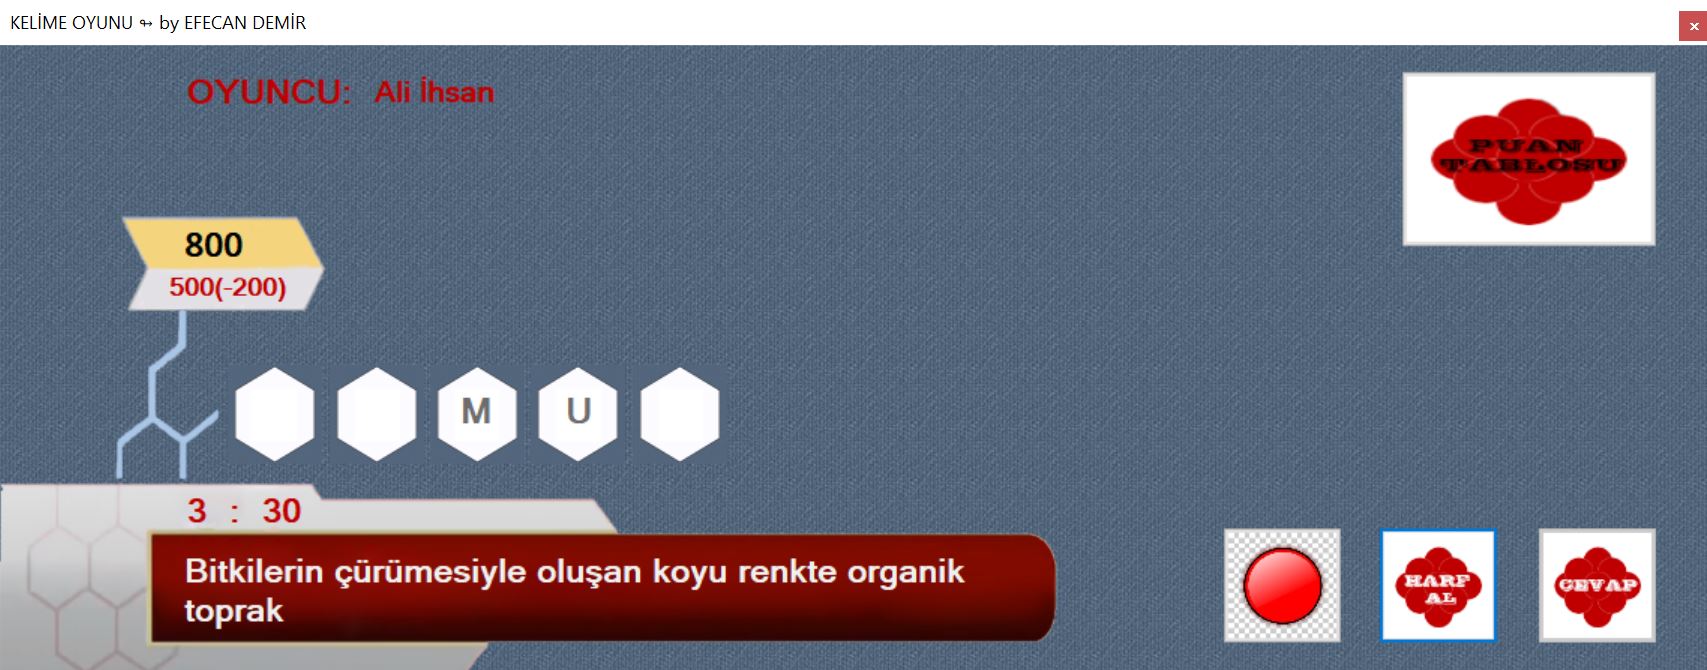 KELİME OYUNU ↬ by EFECAN DEMİR
OYUNCU: Ali İhsan
PUAN
TABLOSU
800
500(-200)
M U
3 : 30
Bitkilerin çürümesiyle oluşan koyu renkte organik
toprak
HARF
AL
CEVAP